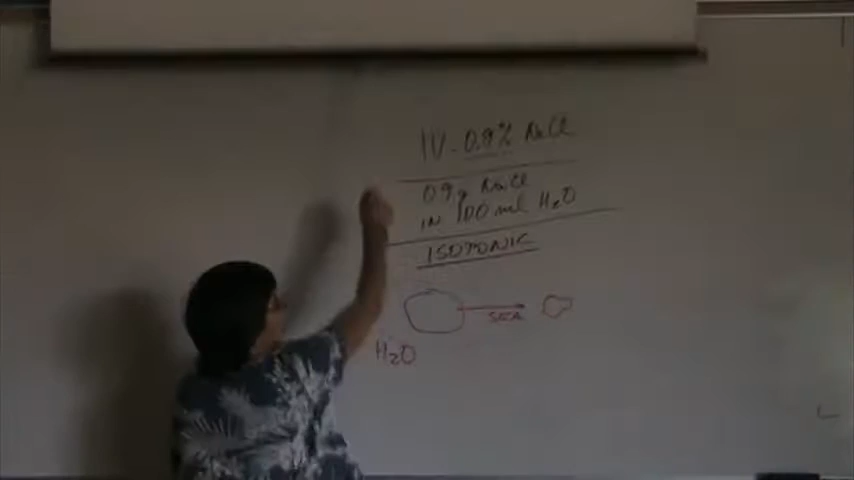 IV - 0.9% NaCl
0.9g NaCl
IN 100 ml H2O
ISOTONIC
H2O